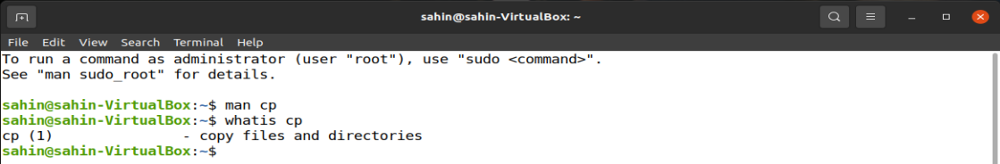 sahin@sahin-VirtualBox: ~
File Edit View Search Terminal Help
To run a command as administrator (user "root"), use "sudo <command>".
See "man sudo_root" for details.
sahin@sahin-VirtualBox:~$ man cp
sahin@sahin-VirtualBox:~$ whatis cp
cp (1)               - copy files and directories
sahin@sahin-VirtualBox:~$